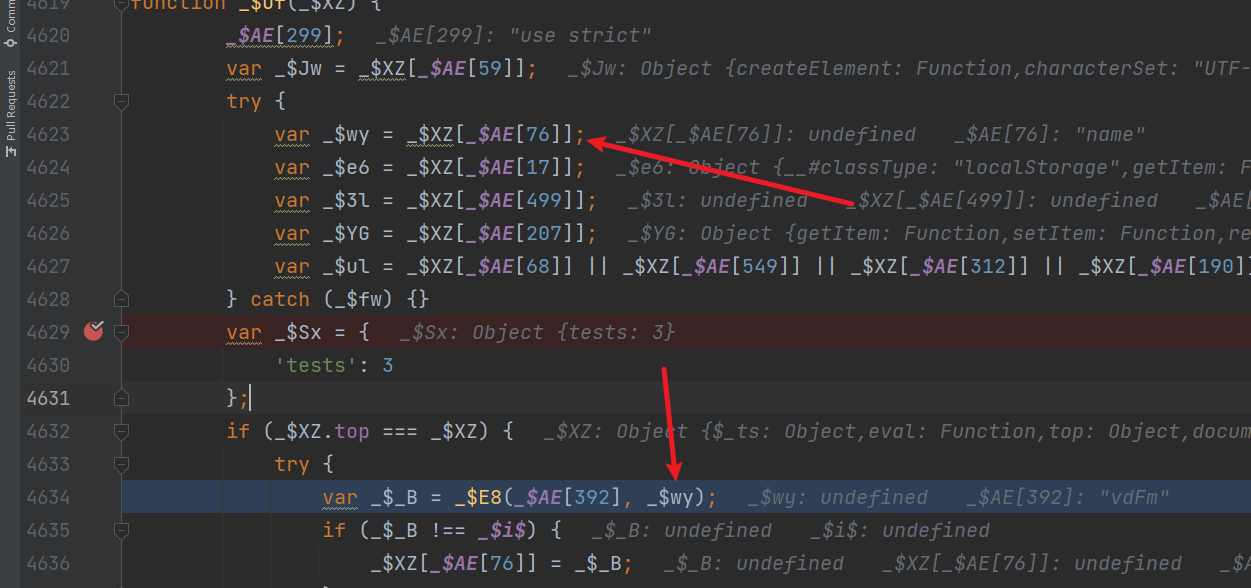 Comm
Pull Requests
4619 function _$Uf(_$XZ) {
4620 _$AE[299]; _$AE[299]: "use strict"
4621 var _$Jw = _$XZ[_$AE[59]]; _$Jw: Object {createElement: Function,characterSet: "UTF-
4622 try {
4623 var _$wy = _$XZ[_$AE[76]]; _$XZ[_$AE[76]]: undefined _$AE[76]: "name"
4624 var _$e6 = _$XZ[_$AE[17]]; _$e6: Object {__#classType: "localStorage",getItem: F
4625 var _$3l = _$XZ[_$AE[499]]; _$3l: undefined _$XZ[_$AE[499]]: undefined _$AE[
4626 var _$YG = _$XZ[_$AE[207]]; _$YG: Object {getItem: Function,setItem: Function,re
4627 var _$ul = _$XZ[_$AE[68]] || _$XZ[_$AE[549]] || _$XZ[_$AE[312]] || _$XZ[_$AE[190]]
4628 } catch (_$fw) {}
4629 var _$Sx = { _$Sx: Object {tests: 3}
4630 'tests': 3
4631 };
4632 if (_$XZ.top === _$XZ) { _$XZ: Object {$_ts: Object,eval: Function,top: Object,docum
4633 try {
4634 var _$_B = _$E8(_$AE[392], _$wy); _$wy: undefined _$AE[392]: "vdFm"
4635 if (_$_B !== _$i$) { _$_B: undefined _$i$: undefined
4636 _$XZ[_$AE[76]] = _$_B; _$_B: undefined _$XZ[_$AE[76]]: undefined _$A